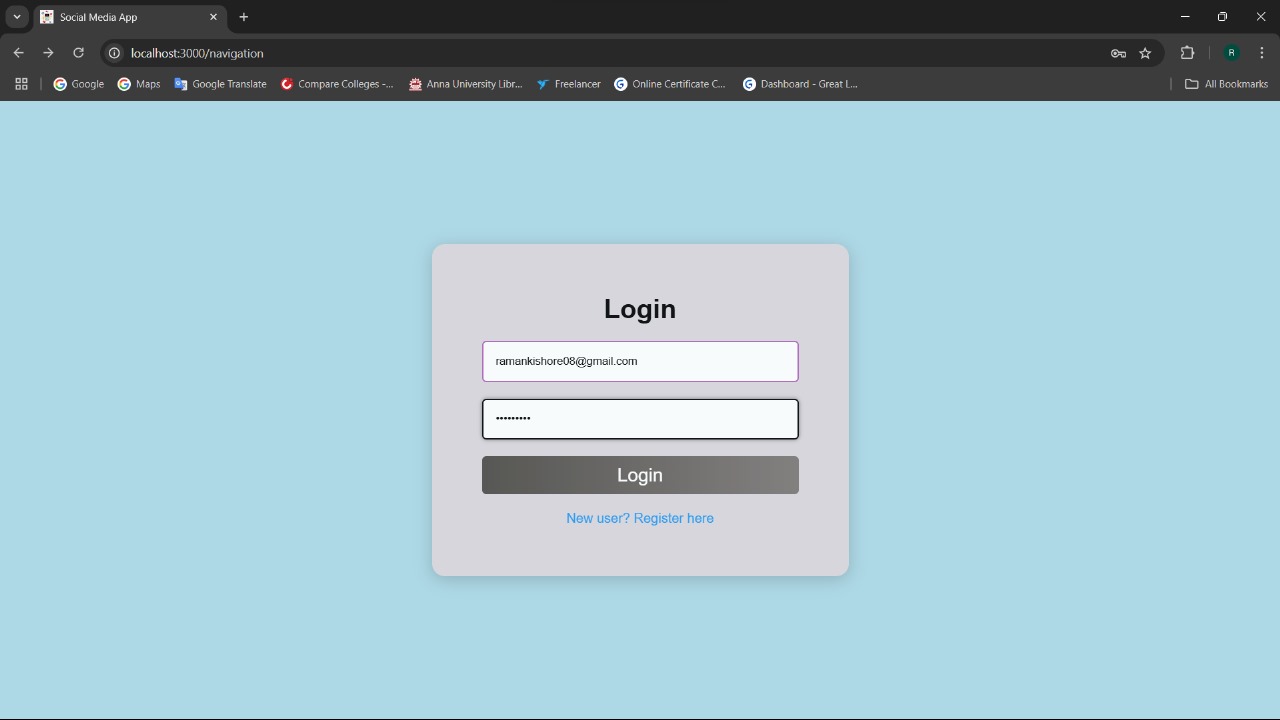 Social Media App
localhost:3000/navigation
R
Google
Maps
Google Translate
Compare Colleges -...
Anna University Libr...
Freelancer
Online Certificate C...
Dashboard - Great L...
All Bookmarks
Login
ramankishore08@gmail.com
•••••••••
Login
New user? Register here